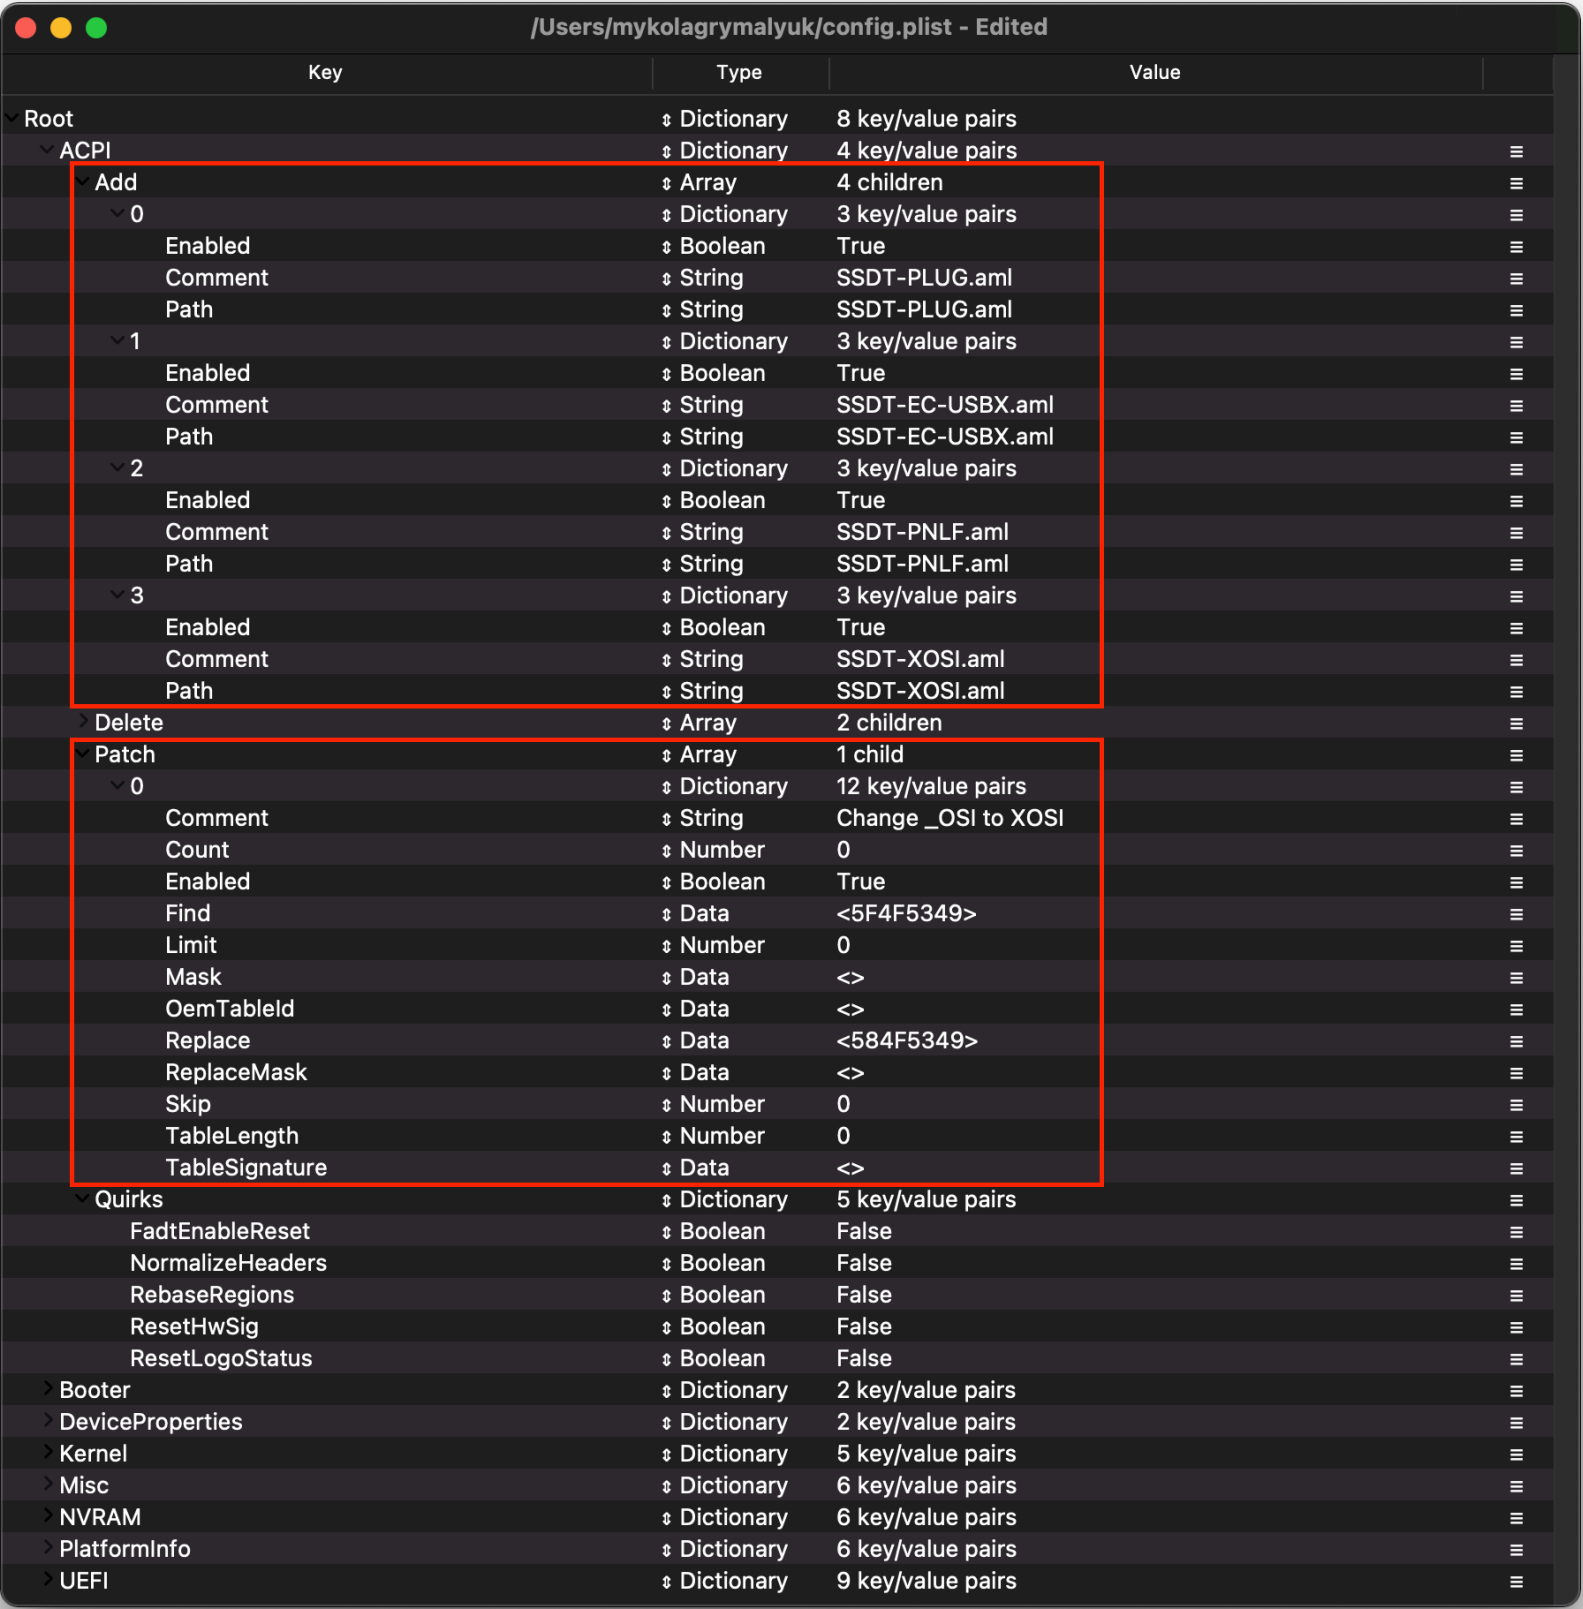 /Users/mykolagrymalyuk/config.plist - Edited
Key Type Value
Root Dictionary 8 key/value pairs
ACPI Dictionary 4 key/value pairs
Add Array 4 children
0 Dictionary 3 key/value pairs
Enabled Boolean True
Comment String SSDT-PLUG.aml
Path String SSDT-PLUG.aml
1 Dictionary 3 key/value pairs
Enabled Boolean True
Comment String SSDT-EC-USBX.aml
Path String SSDT-EC-USBX.aml
2 Dictionary 3 key/value pairs
Enabled Boolean True
Comment String SSDT-PNLF.aml
Path String SSDT-PNLF.aml
3 Dictionary 3 key/value pairs
Enabled Boolean True
Comment String SSDT-XOSI.aml
Path String SSDT-XOSI.aml
Delete Array 2 children
Patch Array 1 child
0 Dictionary 12 key/value pairs
Comment String Change _OSI to XOSI
Count Number 0
Enabled Boolean True
Find Data <5F4F5349>
Limit Number 0
Mask Data <>
OemTableId Data <>
Replace Data <584F5349>
ReplaceMask Data <>
Skip Number 0
TableLength Number 0
TableSignature Data <>
Quirks Dictionary 5 key/value pairs
FadtEnableReset Boolean False
NormalizeHeaders Boolean False
RebaseRegions Boolean False
ResetHwSig Boolean False
ResetLogoStatus Boolean False
Booter Dictionary 2 key/value pairs
DeviceProperties Dictionary 2 key/value pairs
Kernel Dictionary 5 key/value pairs
Misc Dictionary 6 key/value pairs
NVRAM Dictionary 6 key/value pairs
PlatformInfo Dictionary 6 key/value pairs
UEFI Dictionary 9 key/value pairs